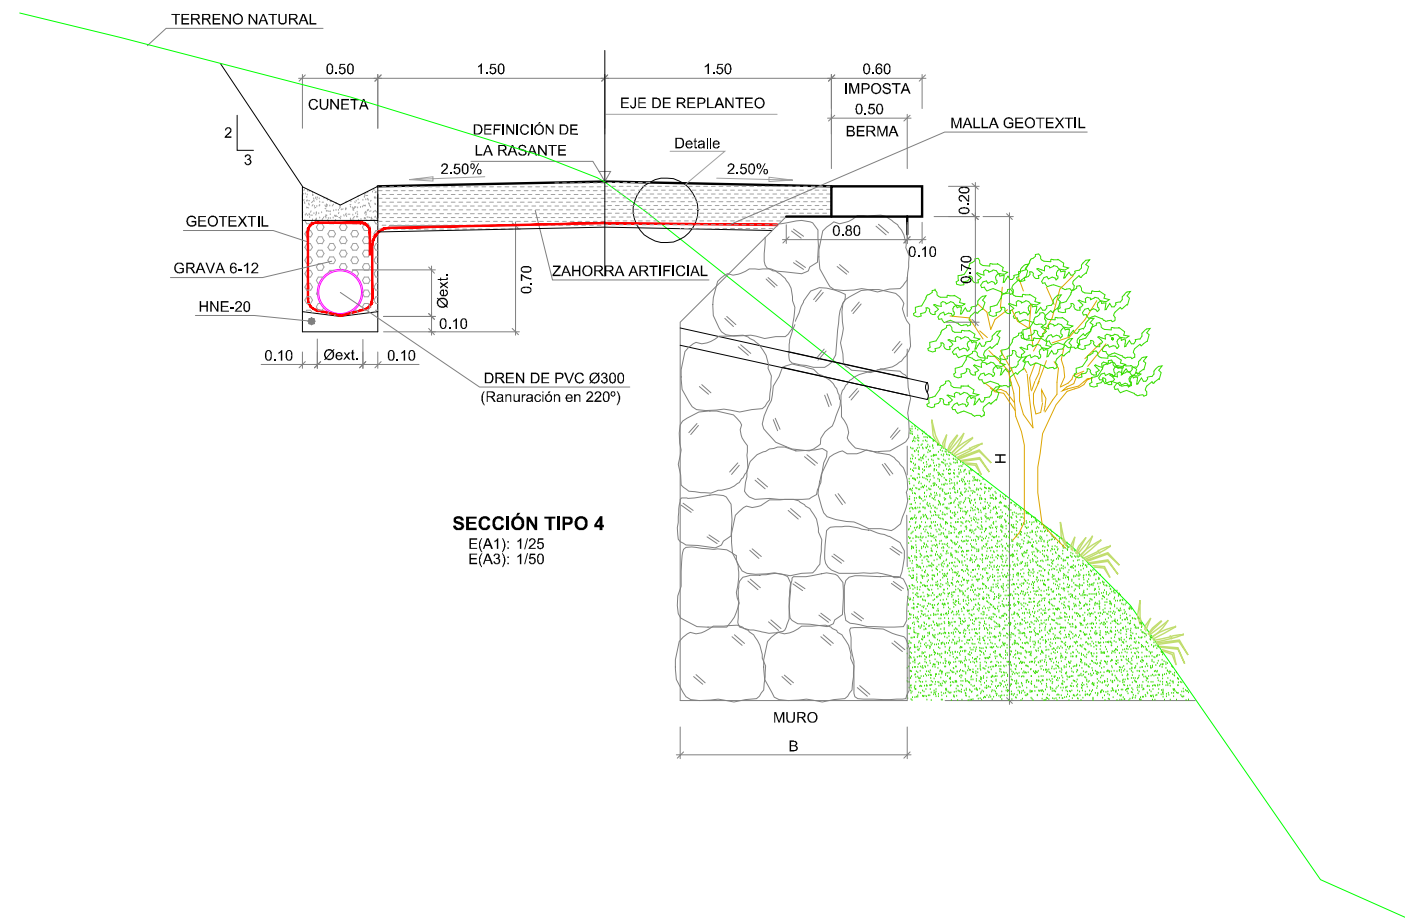 TERRENO NATURAL
0.50
1.50
1.50
0.60
CUNETA
EJE DE REPLANTEO
IMPOSTA
0.50
BERMA
MALLA GEOTEXTIL
DEFINICIÓN DE
LA RASANTE
Detalle
2
3
2.50%
2.50%
GEOTEXTIL
0.20
0.80
0.10
GRAVA 6-12
ZAHORRA ARTIFICIAL
Øext.
0.70
0.70
HNE-20
0.10
0.10
Øext.
0.10
DREN DE PVC Ø300
(Ranuración en 220º)
H
SECCIÓN TIPO 4
E(A1): 1/25
E(A3): 1/50
MURO
B